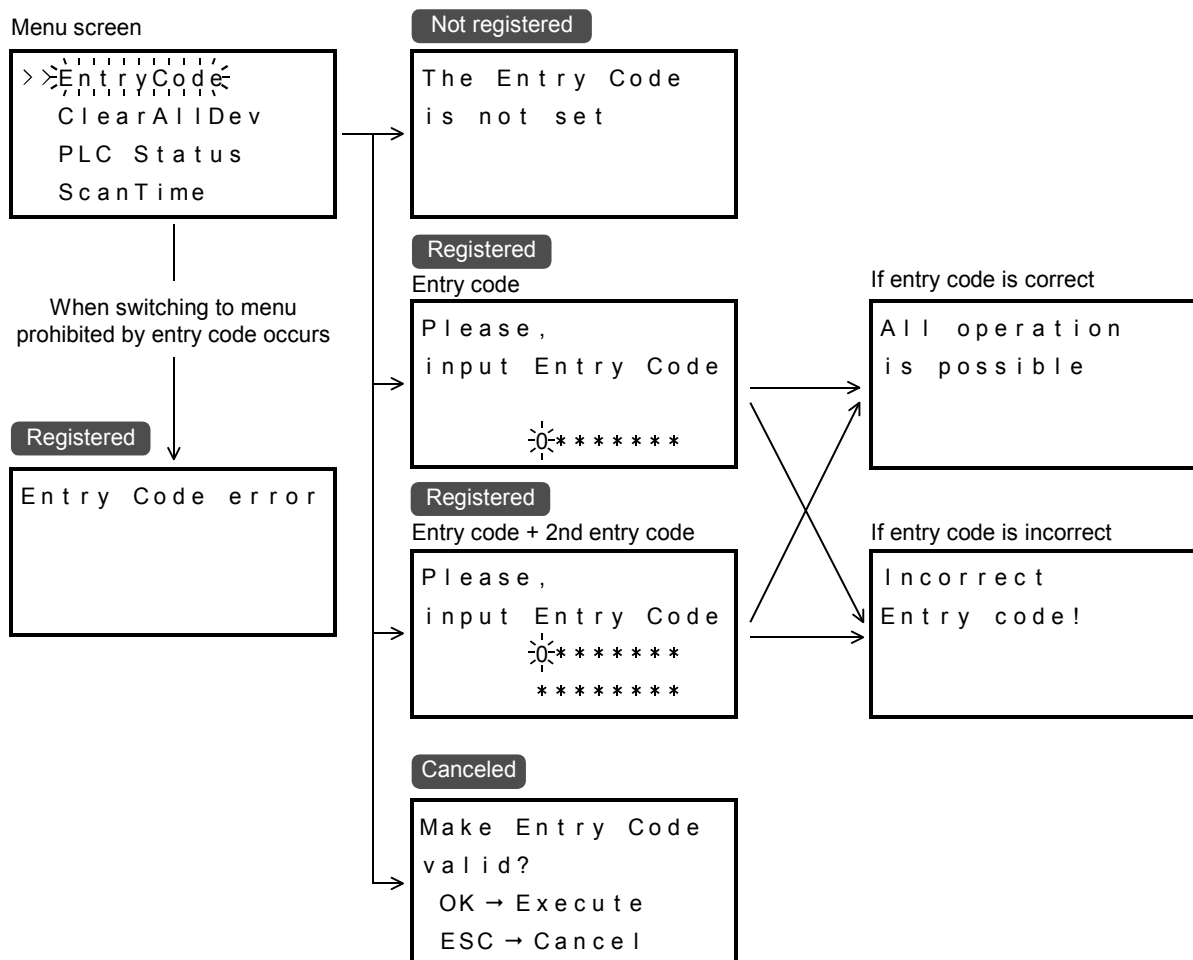 Menu screen
>>EntryCode
ClearAllDev
PLC Status
ScanTime
When switching to menu
prohibited by entry code occurs
Registered
Entry Code error
Not registered
The Entry Code
is not set
Registered
Entry code
Please,
input Entry Code
0*******
Registered
Entry code + 2nd entry code
Please,
input Entry Code
0*******
********
Canceled
Make Entry Code
valid?
OK → Execute
ESC → Cancel
If entry code is correct
All operation
is possible
If entry code is incorrect
Incorrect
Entry code!